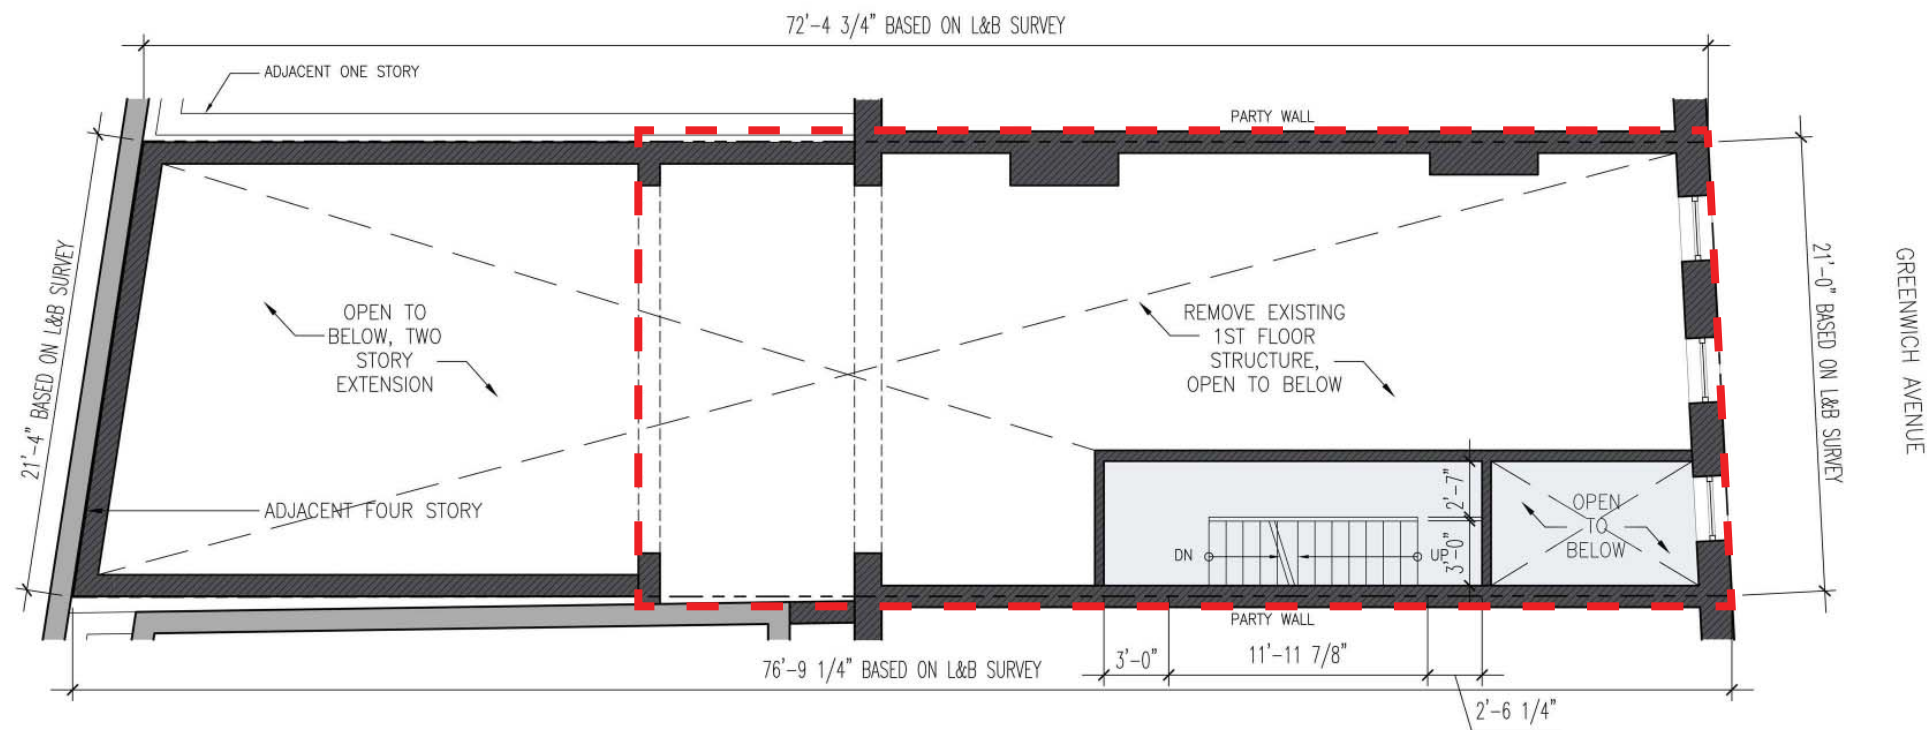 72'-4 3/4" BASED ON L&B SURVEY
ADJACENT ONE STORY
PARTY WALL
21'-4" BASED ON L&B SURVEY
OPEN TO
BELOW, TWO
STORY
EXTENSION
REMOVE EXISTING
1ST FLOOR
STRUCTURE,
OPEN TO BELOW
21'-0" BASED ON L&B SURVEY
GREENWICH AVENUE
ADJACENT FOUR STORY
2'-7"
OPEN
TO
BELOW
DN
UP
3'-0"
PARTY WALL
76'-9 1/4" BASED ON L&B SURVEY
3'-0"
11'-11 7/8"
2'-6 1/4"